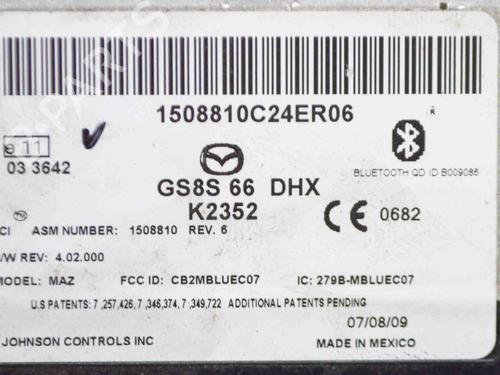 1508810C24ER06
e 11
03 3642
BLUETOOTH QD ID B009086
GS8S 66 DHX
K2352
0682
ASM NUMBER: 1508810 REV. 6
/W REV: 4.02.000
MODEL: MAZ FCC ID: CB2MBLUEC07 IC: 279B-MBLUEC07
U.S PATENTS: 7,257,426, 7,346,374, 7,349,722 ADDITIONAL PATENTS PENDING
07/08/09
JOHNSON CONTROLS INC MADE IN MEXICO